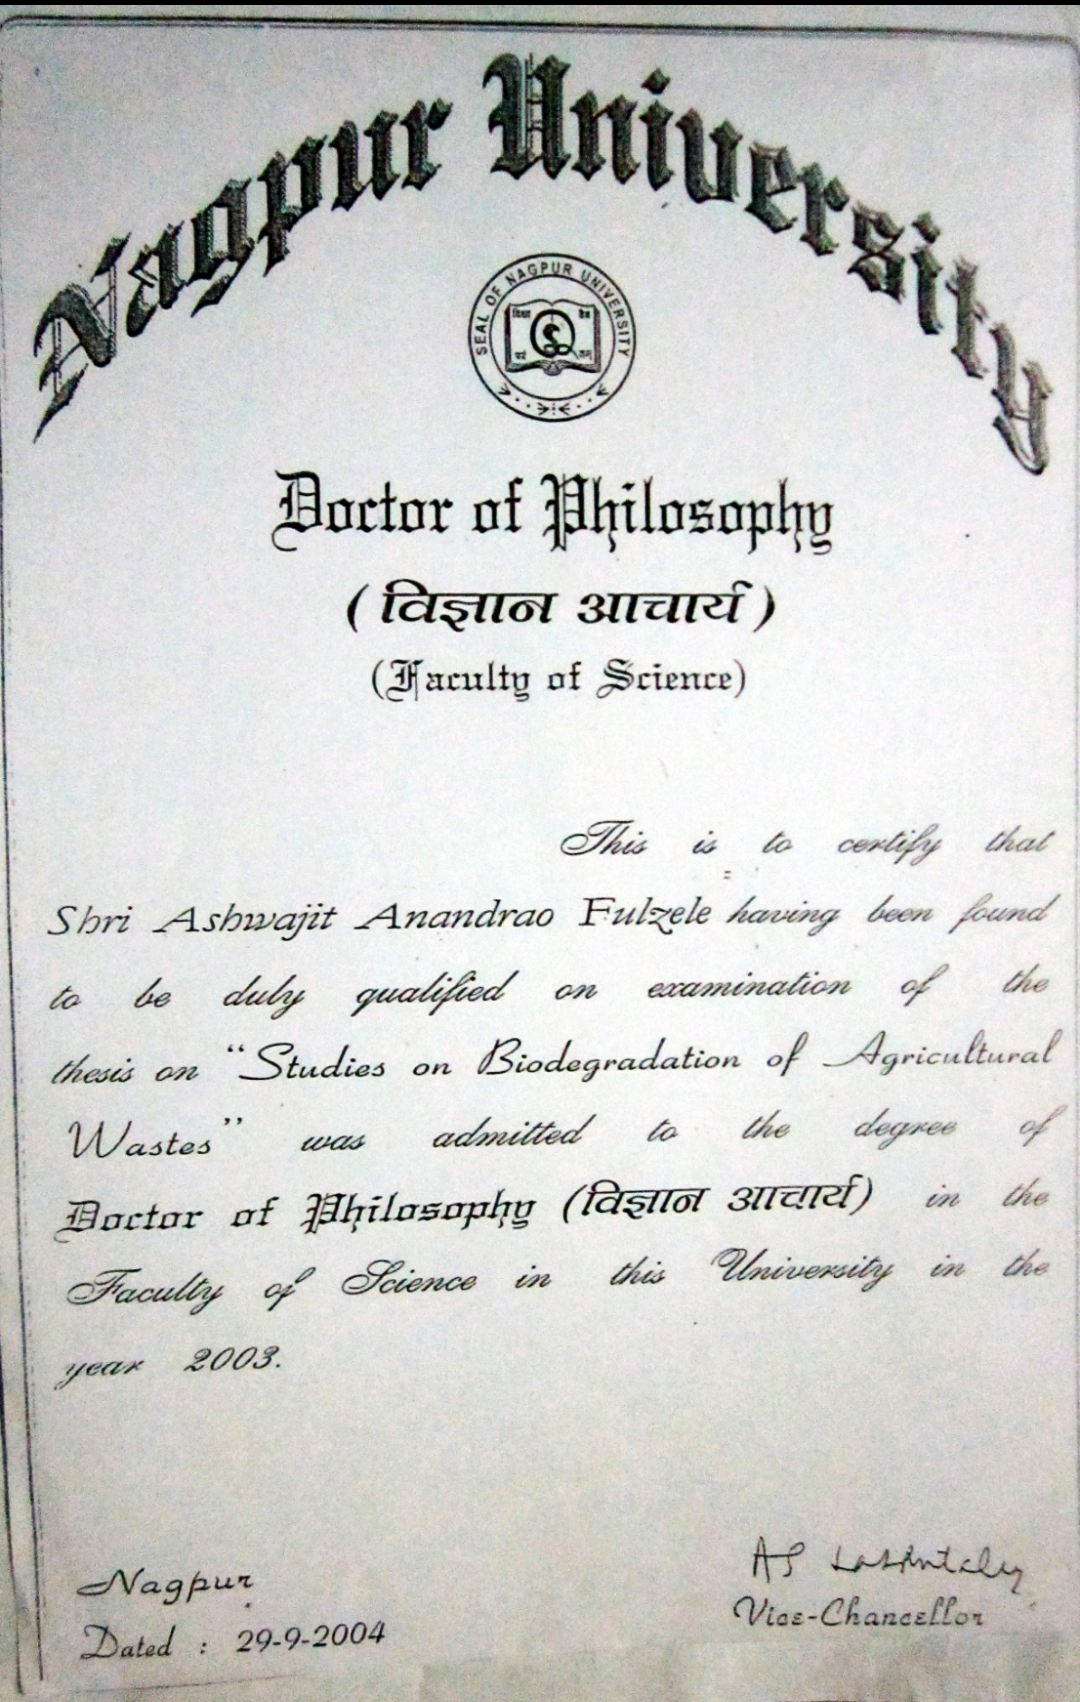 Nagpur University
SEAL OF NAGPUR UNIVERSITY
Doctor of Philosophy
(विज्ञान आचार्य)
(Faculty of Science)
This is to certify that
Shri Ashwajit Anandrao Fulzele having been found
to be duly qualified on examination of the
thesis on "Studies on Biodegradation of Agricultural
Wastes" was admitted to the degree of
Doctor of Philosophy (विज्ञान आचार्य) in the
Faculty of Science in this University in the
year 2003.
Nagpur
Dated : 29-9-2004
Vice-Chancellor